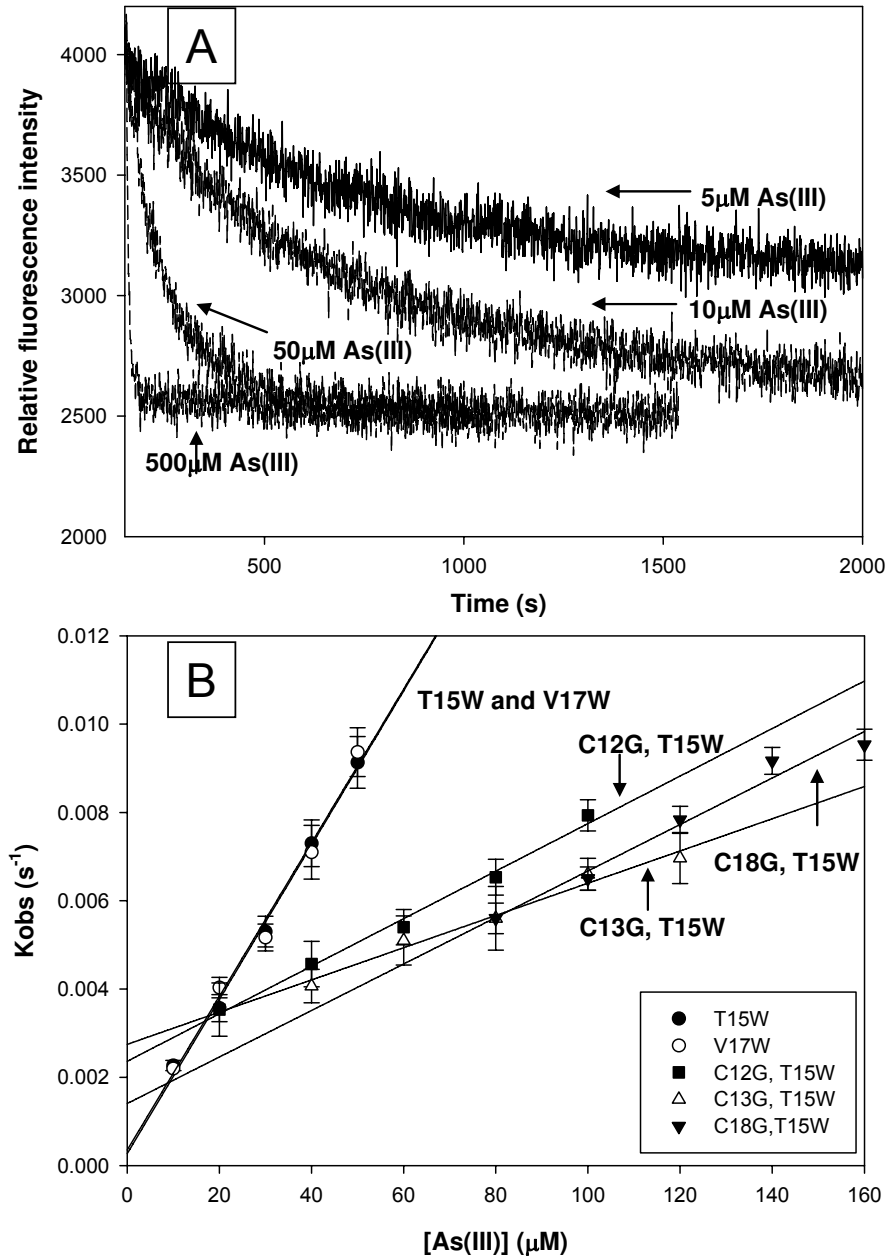 A
4000
3500
3000
2500
2000
Relative fluorescence intensity
5μM As(III)
10μM As(III)
50μM As(III)
500μM As(III)
500
1000
1500
2000
Time (s)
B
0.012
0.010
0.008
0.006
0.004
0.002
0.000
Kobs (s-1)
T15W and V17W
C12G, T15W
C18G, T15W
C13G, T15W
T15W
V17W
C12G, T15W
C13G, T15W
C18G,T15W
0
20
40
60
80
100
120
140
160
[As(III)] (μM)